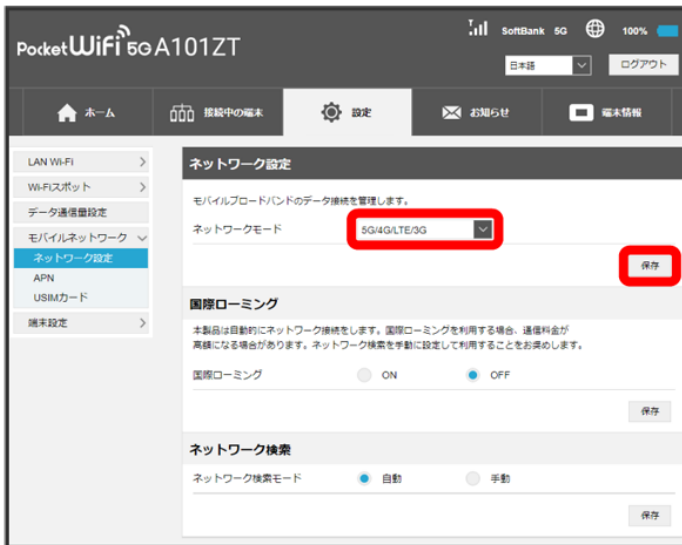 SoftBank 5G 100%
Pocket WiFi 5G A101ZT
日本語
ログアウト
ホーム
接続中の端末
設定
お知らせ
端末情報
LAN Wi-Fi
Wi-Fiスポット
データ通信量設定
モバイルネットワーク
ネットワーク設定
APN
USIMカード
端末設定
ネットワーク設定
モバイルブロードバンドのデータ接続を管理します。
ネットワークモード 5G/4G/LTE/3G
保存
国際ローミング
本製品は自動的にネットワーク接続をします。国際ローミングを利用する場合、通信料金が
高額になる場合があります。ネットワーク検索を手動に設定して利用することをお奨めします。
国際ローミング ON OFF
保存
ネットワーク検索
ネットワーク検索モード 自動 手動
保存